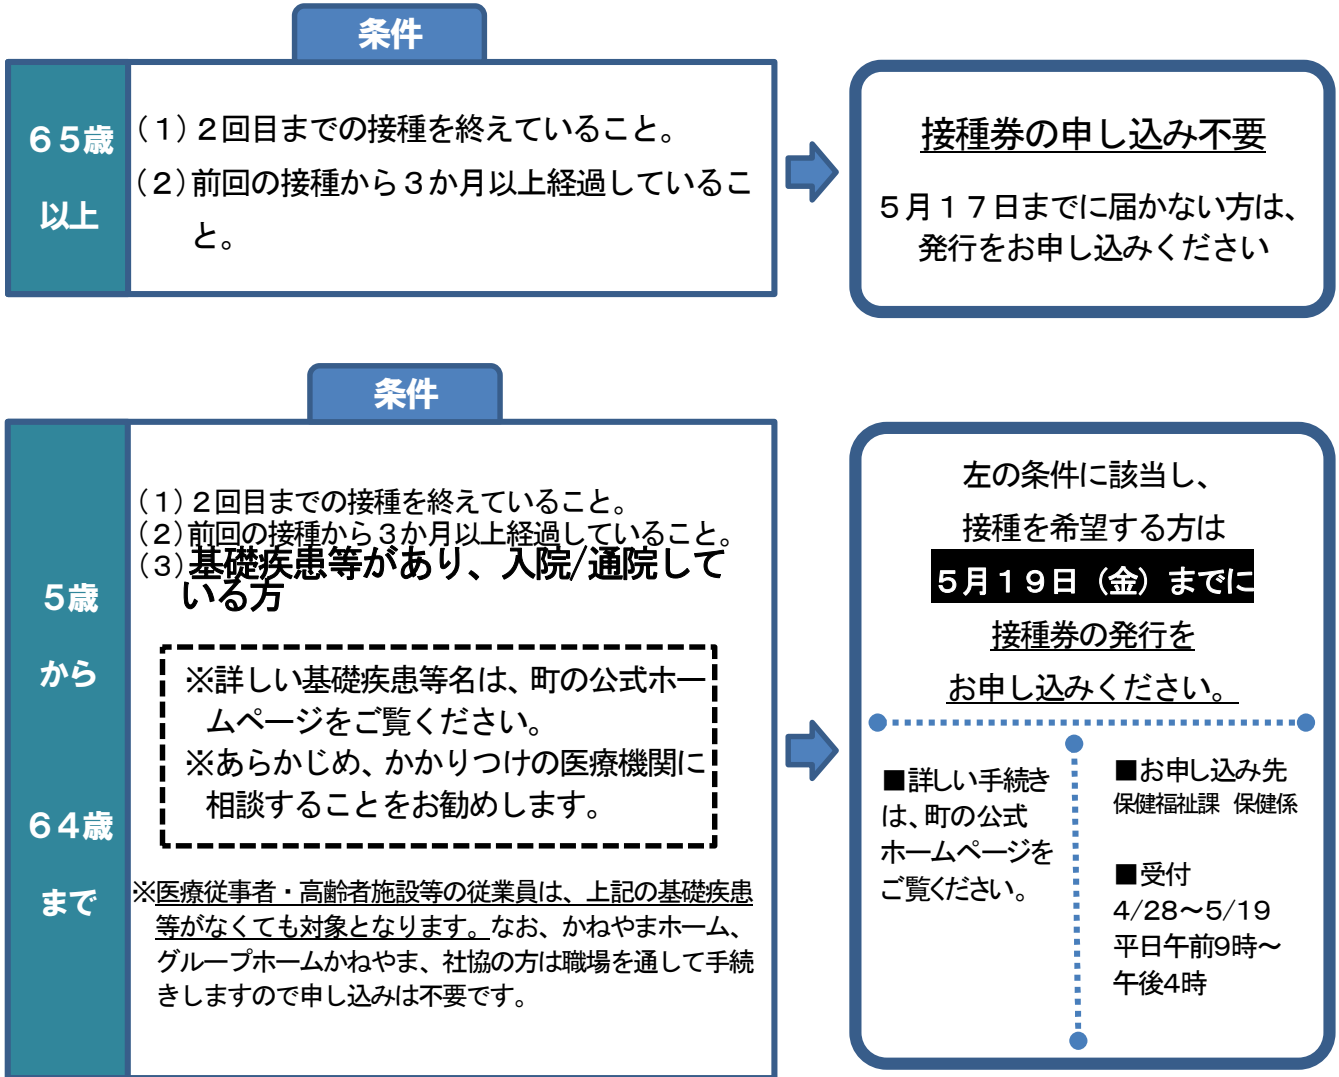 条件
65歳
以上
(1)2回目までの接種を終えていること。
(2)前回の接種から3か月以上経過しているこ
と。
接種券の申し込み不要
5月17日までに届かない方は、
発行をお申し込みください
条件
5歳
から
64歳
まで
(1)2回目までの接種を終えていること。
(2)前回の接種から3か月以上経過していること。
(3)基礎疾患等があり、入院/通院して
いる方
※詳しい基礎疾患等名は、町の公式ホー
ムページをご覧ください。
※あらかじめ、かかりつけの医療機関に
相談することをお勧めします。
※医療従事者・高齢者施設等の従業員は、上記の基礎疾患
等がなくても対象となります。なお、かねやまホーム、
グループホームかねやま、社協の方は職場を通して手続
きしますので申し込みは不要です。
左の条件に該当し、
接種を希望する方は
5月19日(金)までに
接種券の発行を
お申し込みください。
■詳しい手続き
は、町の公式
ホームページを
ご覧ください。
■お申し込み先
保健福祉課 保健係
■受付
4/28～5/19
平日午前9時～
午後4時